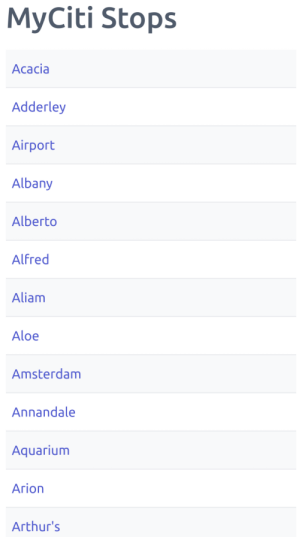 MyCiti Stops
Acacia
Adderley
Airport
Albany
Alberto
Alfred
Aliam
Aloe
Amsterdam
Annandale
Aquarium
Arion
Arthur's